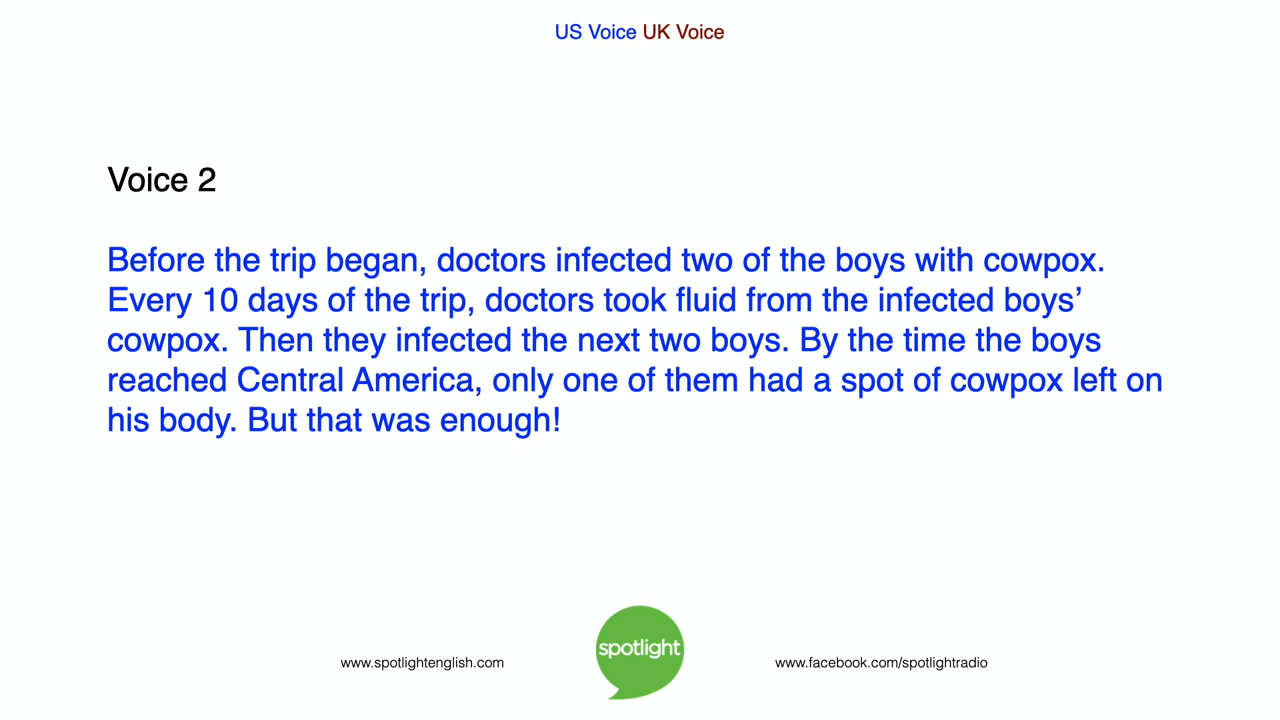 US Voice UK Voice
Voice 2
Before the trip began, doctors infected two of the boys with cowpox.
Every 10 days of the trip, doctors took fluid from the infected boys’
cowpox. Then they infected the next two boys. By the time the boys
reached Central America, only one of them had a spot of cowpox left on
his body. But that was enough!
www.spotlightenglish.com
spotlight
www.facebook.com/spotlightradio